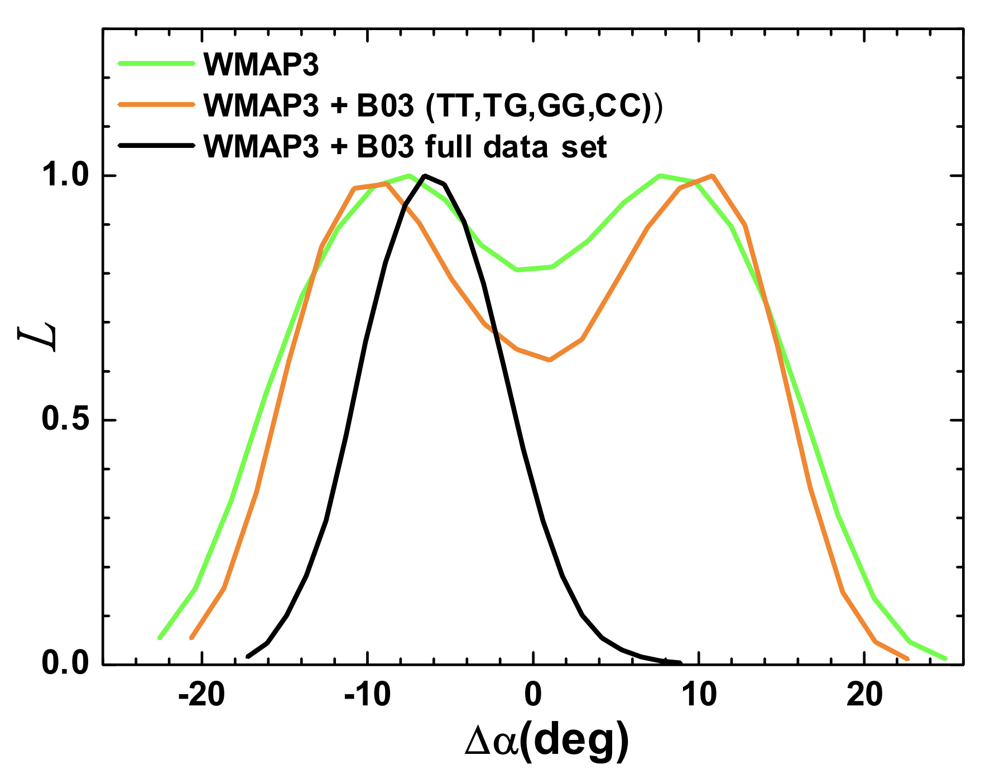 WMAP3
WMAP3 + B03 (TT,TG,GG,CC))
WMAP3 + B03 full data set
1.0
0.5
0.0
L
-20 -10 0 10 20
Δα(deg)